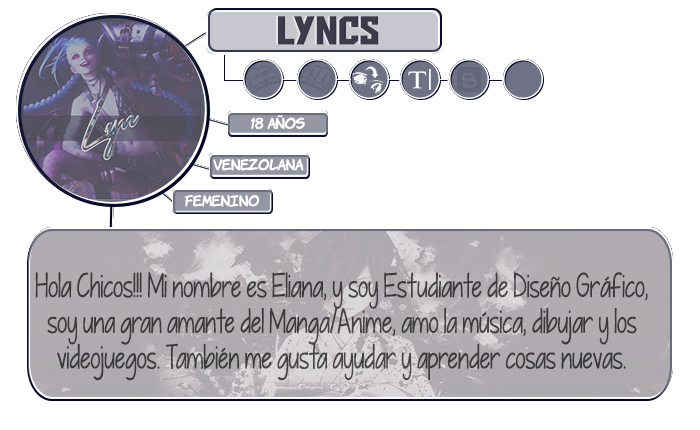 LYNCS
T
B
Lync
18 AÑOS
VENEZOLANA
FEMENINO
Hola Chicos!!! Mi nombre es Eliana, y soy Estudiante de Diseño Gráfico,
soy una gran amante del Manga/Anime, amo la música, dibujar y los
videojuegos. También me gusta ayudar y aprender cosas nuevas.